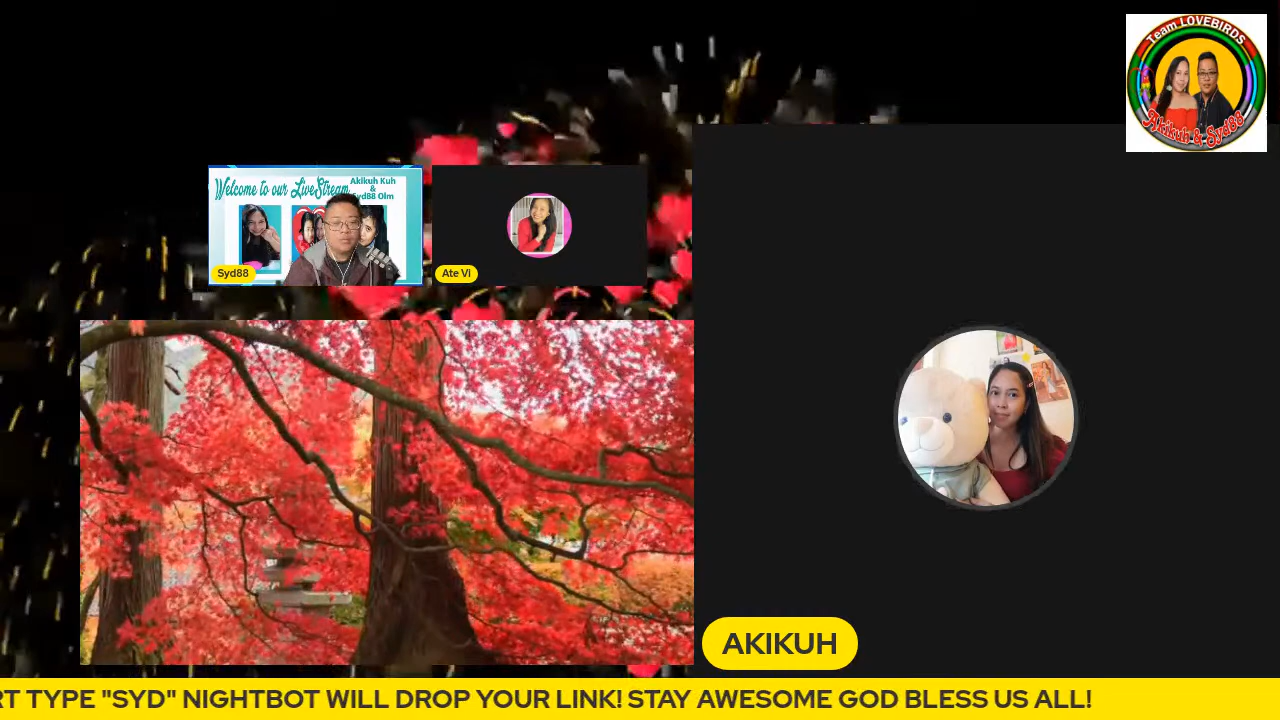 Team LOVEBIRDS
Akikuh & Syd88
Welcome to our LiveStream
Akikuh Kuh
&
Syd88 Olm
Syd88
Ate Vi
AKIKUH
RT TYPE "SYD" NIGHTBOT WILL DROP YOUR LINK! STAY AWESOME GOD BLESS US ALL!